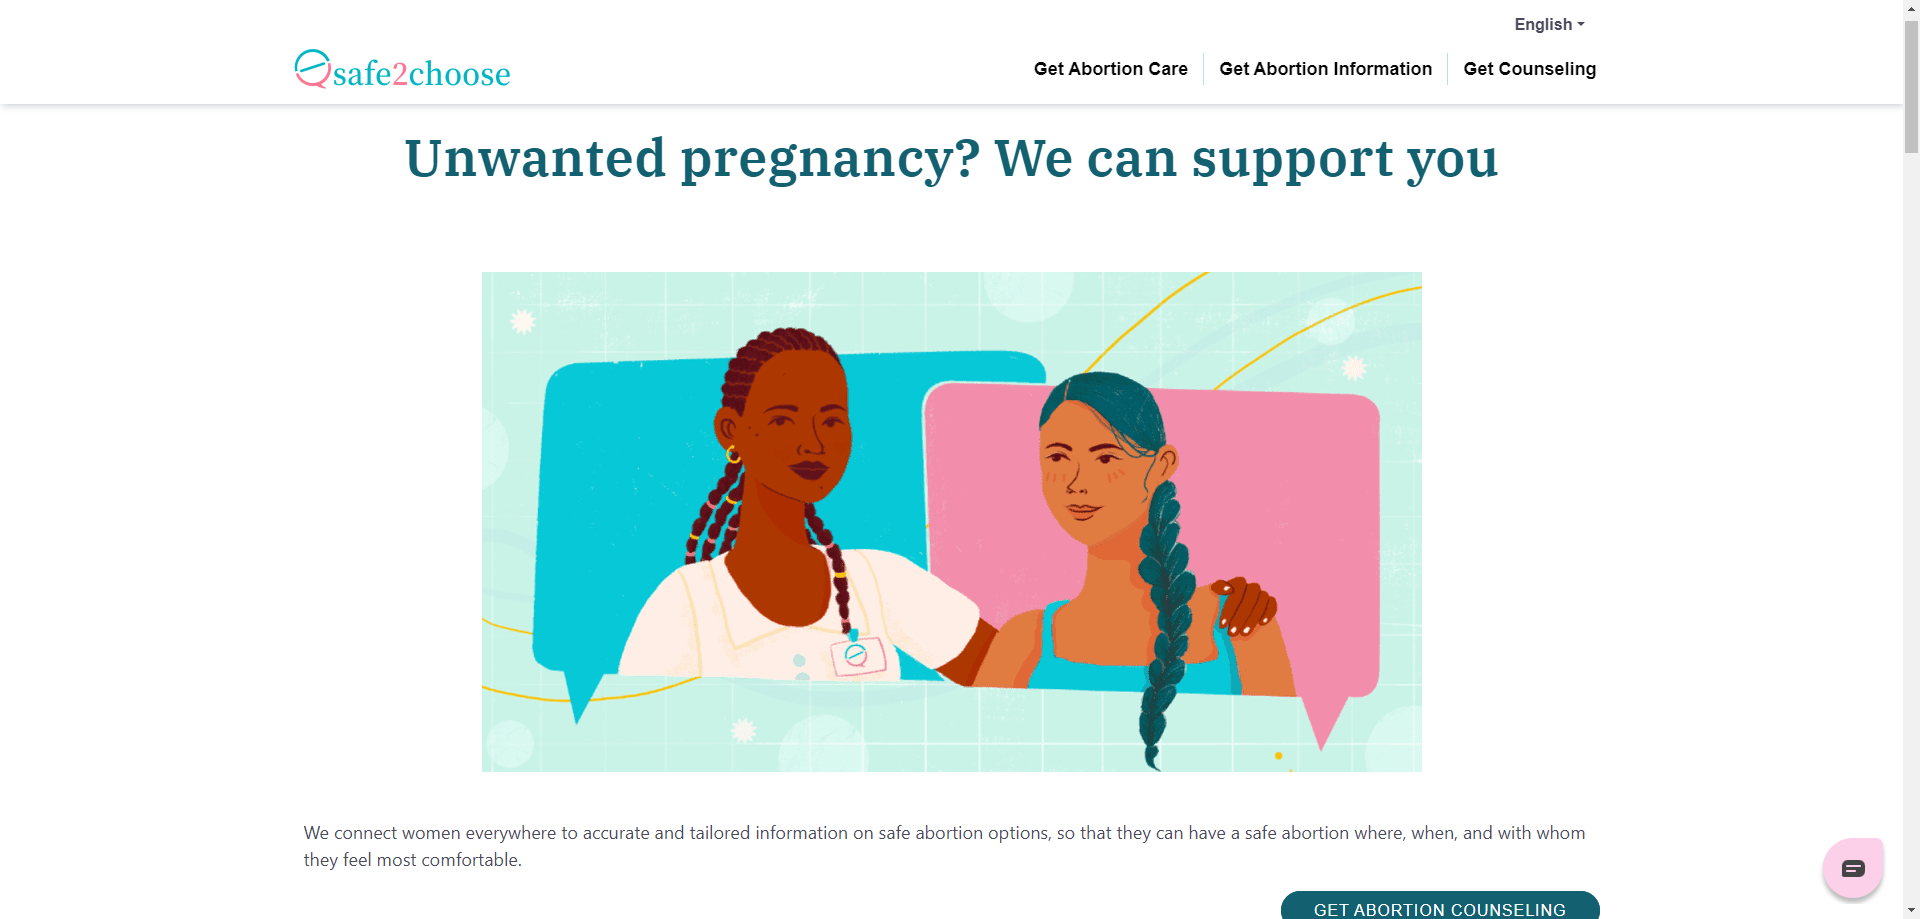 English
safe2choose
Get Abortion Care
Get Abortion Information
Get Counseling
Unwanted pregnancy? We can support you
We connect women everywhere to accurate and tailored information on safe abortion options, so that they can have a safe abortion where, when, and with whom
they feel most comfortable.
GET ABORTION COUNSELING